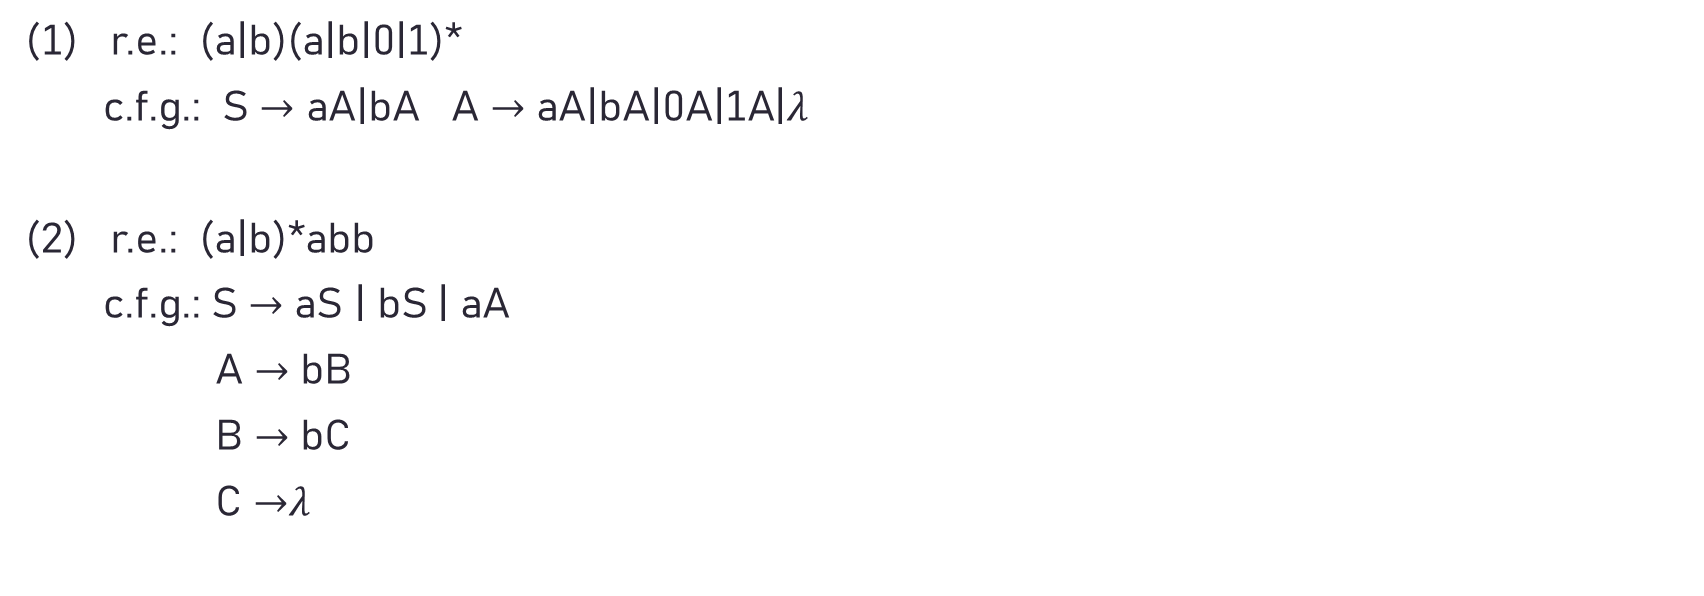 (1) r.e.: (a|b)(a|b|0|1)*
c.f.g.: S → aA|bA A → aA|bA|0A|1A|λ
(2) r.e.: (a|b)*abb
c.f.g.: S → aS | bS | aA
A → bB
B → bC
C →λ